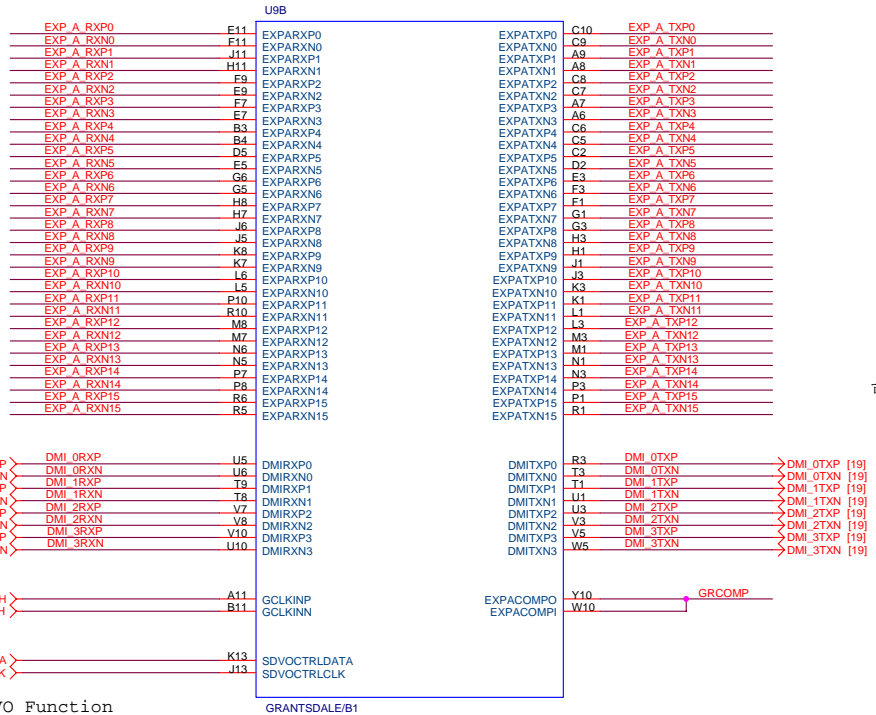 U9B
EXP_A_RXP0 E11 EXPARXP0 EXPATXP0 C10 EXP_A_TXP0
EXP_A_RXN0 F11 EXPARXN0 EXPATXN0 C9 EXP_A_TXN0
EXP_A_RXP1 J11 EXPARXP1 EXPATXP1 A9 EXP_A_TXP1
EXP_A_RXN1 H11 EXPARXN1 EXPATXN1 A8 EXP_A_TXN1
EXP_A_RXP2 F9 EXPARXP2 EXPATXP2 C8 EXP_A_TXP2
EXP_A_RXN2 E9 EXPARXN2 EXPATXN2 C7 EXP_A_TXN2
EXP_A_RXP3 F7 EXPARXP3 EXPATXP3 A7 EXP_A_TXP3
EXP_A_RXN3 E7 EXPARXN3 EXPATXN3 A6 EXP_A_TXN3
EXP_A_RXP4 B3 EXPARXP4 EXPATXP4 C6 EXP_A_TXP4
EXP_A_RXN4 B4 EXPARXN4 EXPATXN4 C5 EXP_A_TXN4
EXP_A_RXP5 D5 EXPARXP5 EXPATXP5 C2 EXP_A_TXP5
EXP_A_RXN5 E5 EXPARXN5 EXPATXN5 D2 EXP_A_TXN5
EXP_A_RXP6 G6 EXPARXP6 EXPATXP6 E3 EXP_A_TXP6
EXP_A_RXN6 G5 EXPARXN6 EXPATXN6 F3 EXP_A_TXN6
EXP_A_RXP7 H8 EXPARXP7 EXPATXP7 F1 EXP_A_TXP7
EXP_A_RXN7 H7 EXPARXN7 EXPATXN7 G1 EXP_A_TXN7
EXP_A_RXP8 J6 EXPARXP8 EXPATXP8 G3 EXP_A_TXP8
EXP_A_RXN8 J5 EXPARXN8 EXPATXN8 H3 EXP_A_TXN8
EXP_A_RXP9 K8 EXPARXP9 EXPATXP9 H1 EXP_A_TXP9
EXP_A_RXN9 K7 EXPARXN9 EXPATXN9 J1 EXP_A_TXN9
EXP_A_RXP10 L6 EXPARXP10 EXPATXP10 J3 EXP_A_TXP10
EXP_A_RXN10 L5 EXPARXN10 EXPATXN10 K3 EXP_A_TXN10
EXP_A_RXP11 P10 EXPARXP11 EXPATXP11 K1 EXP_A_TXP11
EXP_A_RXN11 R10 EXPARXN11 EXPATXN11 L1 EXP_A_TXN11
EXP_A_RXP12 M8 EXPARXP12 EXPATXP12 L3 EXP_A_TXP12
EXP_A_RXN12 M7 EXPARXN12 EXPATXN12 M3 EXP_A_TXN12
EXP_A_RXP13 N6 EXPARXP13 EXPATXP13 M1 EXP_A_TXP13
EXP_A_RXN13 N5 EXPARXN13 EXPATXN13 N1 EXP_A_TXN13
EXP_A_RXP14 P7 EXPARXP14 EXPATXP14 N3 EXP_A_TXP14
EXP_A_RXN14 P8 EXPARXN14 EXPATXN14 P3 EXP_A_TXN14
EXP_A_RXP15 R6 EXPARXP15 EXPATXP15 P1 EXP_A_TXP15
EXP_A_RXN15 R5 EXPARXN15 EXPATXN15 R1 EXP_A_TXN15
P DMI_0RXP U5 DMIRXP0 DMITXP0 R3 DMI_0TXP DMI_0TXP [19]
N DMI_0RXN U6 DMIRXN0 DMITXN0 T3 DMI_0TXN DMI_0TXN [19]
P DMI_1RXP T9 DMIRXP1 DMITXP1 T1 DMI_1TXP DMI_1TXP [19]
N DMI_1RXN T8 DMIRXN1 DMITXN1 U1 DMI_1TXN DMI_1TXN [19]
P DMI_2RXP V7 DMIRXP2 DMITXP2 U3 DMI_2TXP DMI_2TXP [19]
N DMI_2RXN V8 DMIRXN2 DMITXN2 V3 DMI_2TXN DMI_2TXN [19]
P DMI_3RXP V10 DMIRXP3 DMITXP3 V5 DMI_3TXP DMI_3TXP [19]
N DMI_3RXN U10 DMIRXN3 DMITXN3 W5 DMI_3TXN DMI_3TXN [19]
H A11 GCLKINP EXPACOMPO Y10 GRCOMP
H B11 GCLKINN EXPACOMPI W10
A K13 SDVOCTRLDATA
K J13 SDVOCTRLCLK
VO Function
GRANTSDALE/B1